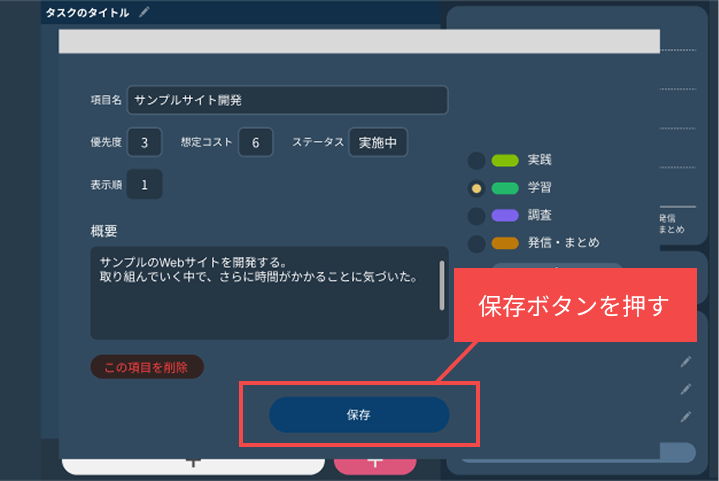 タスクのタイトル
項目名 サンプルサイト開発
優先度 3 想定コスト 6 ステータス 実施中
表示順 1
実践
学習
調査
発信・まとめ
発信
まとめ
概要
サンプルのWebサイトを開発する。
取り組んでいく中で、さらに時間がかかることに気づいた。
保存ボタンを押す
この項目を削除
保存